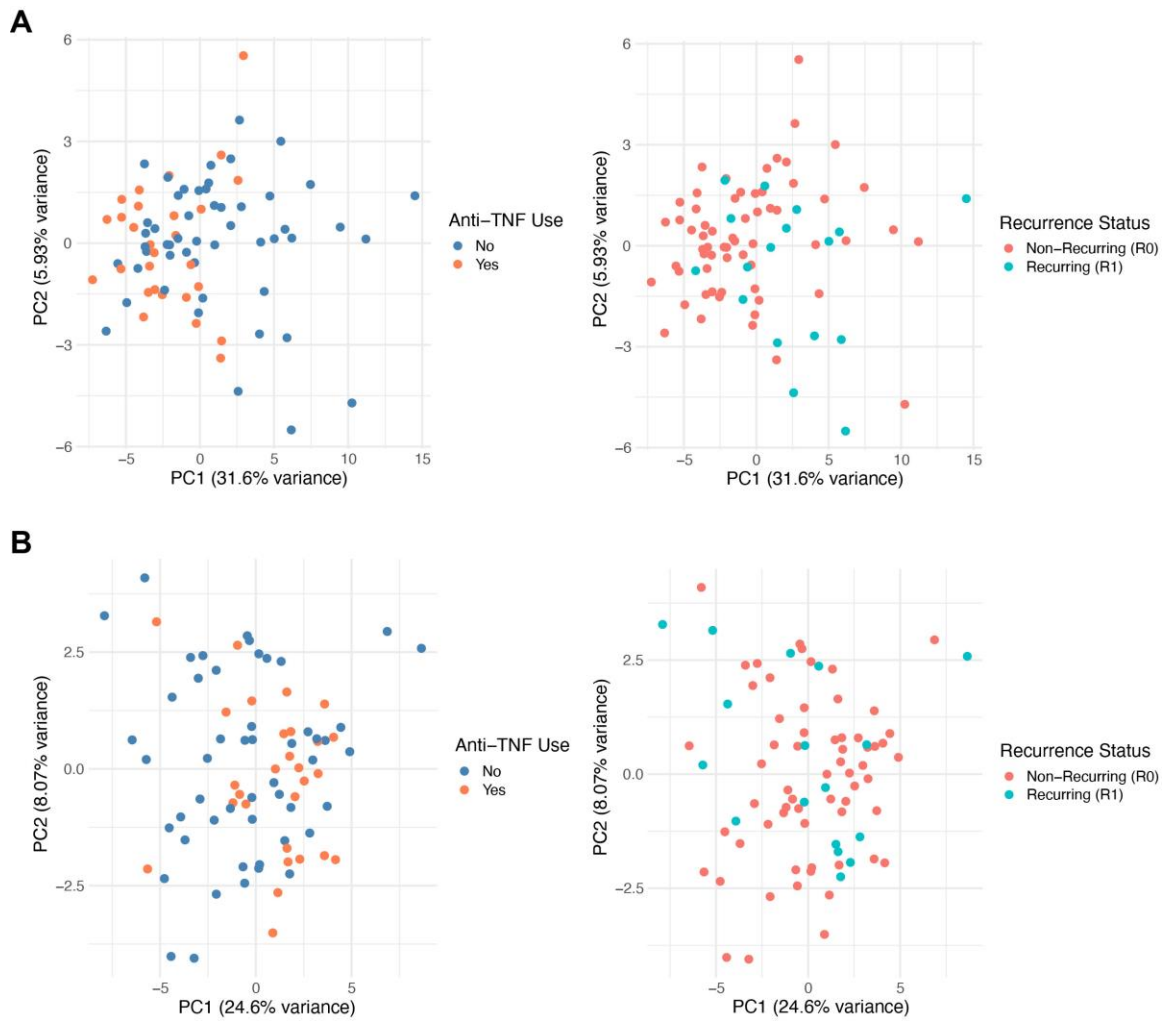 A
6
3
0
−3
−6
PC2 (5.93% variance)
−5 0 5 10 15
PC1 (31.6% variance)
Anti−TNF Use
No
Yes
6
3
0
−3
−6
PC2 (5.93% variance)
−5 0 5 10 15
PC1 (31.6% variance)
Recurrence Status
Non−Recurring (R0)
Recurring (R1)
B
2.5
0.0
−2.5
PC2 (8.07% variance)
−5 0 5
PC1 (24.6% variance)
Anti−TNF Use
No
Yes
2.5
0.0
−2.5
PC2 (8.07% variance)
−5 0 5
PC1 (24.6% variance)
Recurrence Status
Non−Recurring (R0)
Recurring (R1)